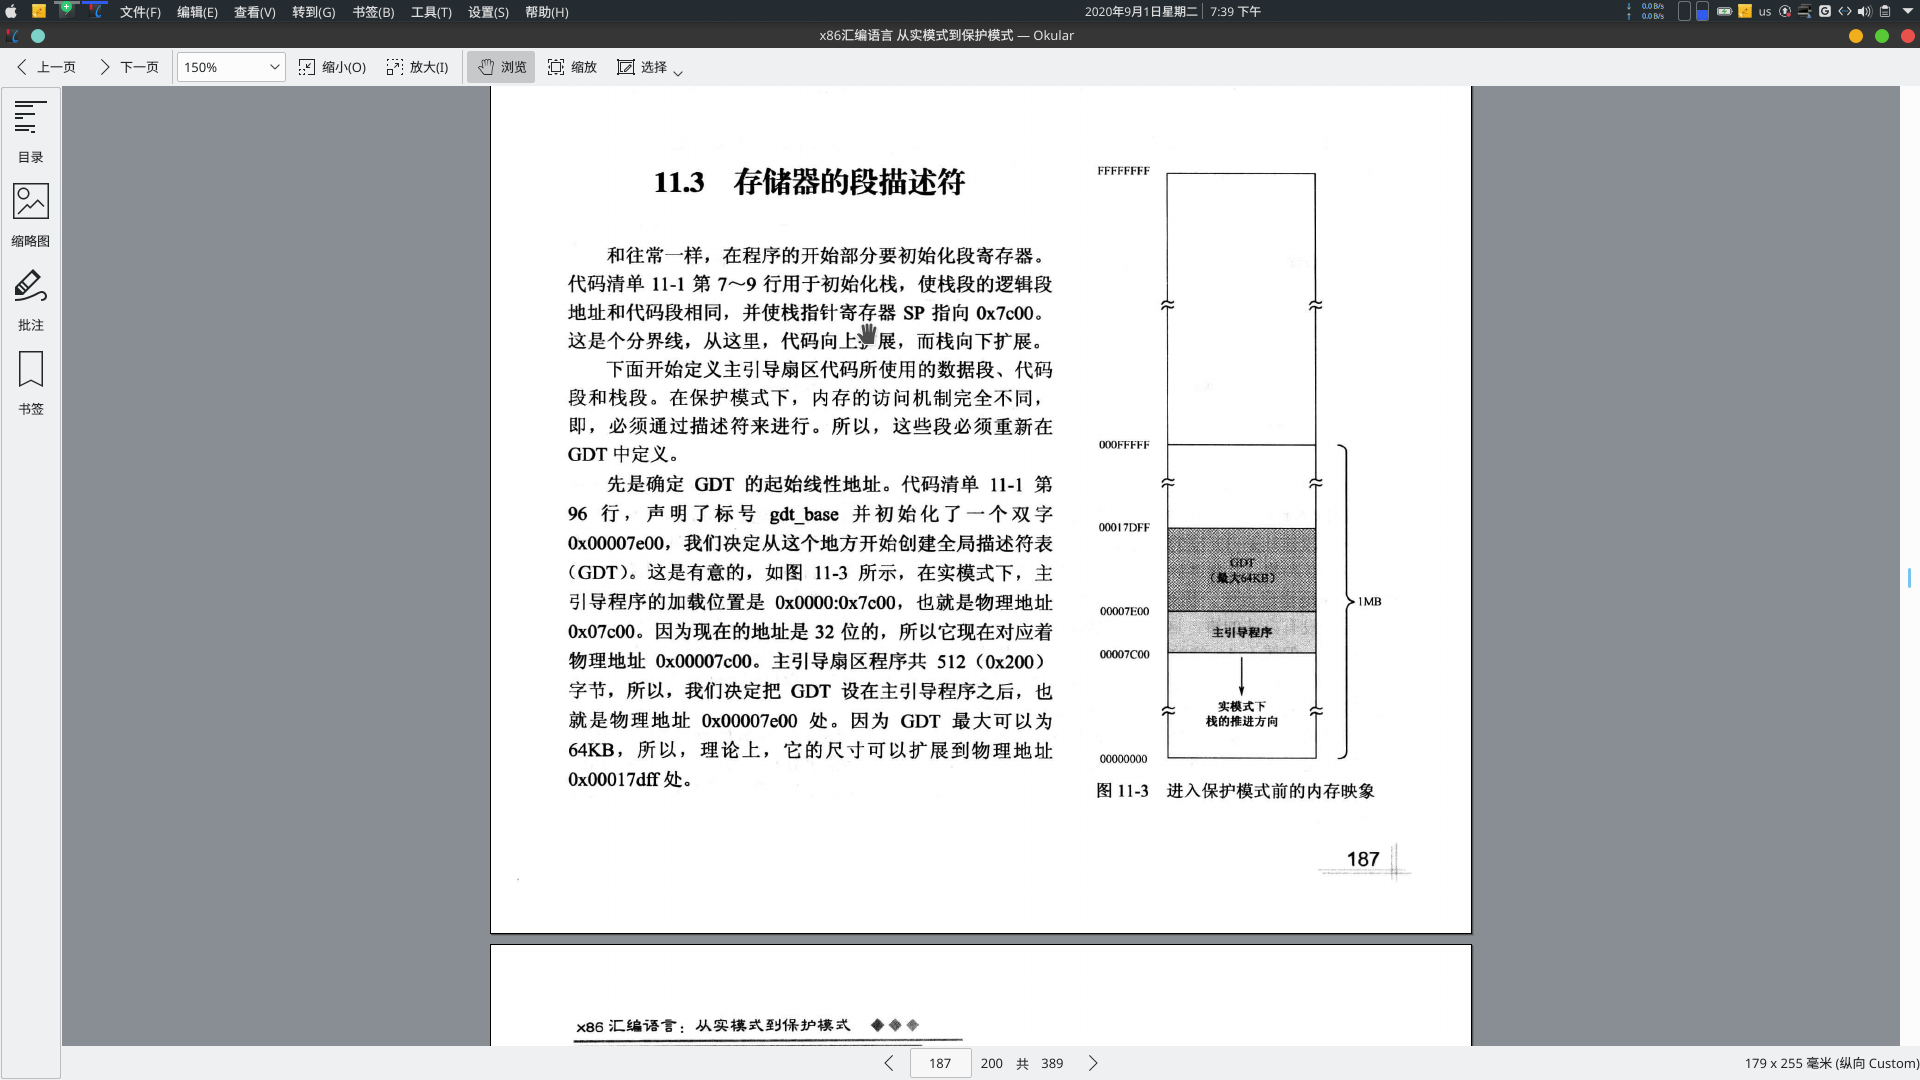 文件(F) 编辑(E) 查看(V) 转到(G) 书签(B) 工具(T) 设置(S) 帮助(H)
2020年9月1日星期二 7:39 下午
0.0 B/s
0.0 B/s
us
x86汇编语言 从实模式到保护模式 — Okular
上一页 下一页 150% 缩小(O) 放大(I) 浏览 缩放 选择
目录
缩略图
批注
书签
11.3 存储器的段描述符
和往常一样，在程序的开始部分要初始化段寄存器。
代码清单 11-1 第 7～9 行用于初始化栈，使栈段的逻辑段
地址和代码段相同，并使栈指针寄存器 SP 指向 0x7c00。
这是个分界线，从这里，代码向上扩展，而栈向下扩展。
下面开始定义主引导扇区代码所使用的数据段、代码
段和栈段。在保护模式下，内存的访问机制完全不同，
即，必须通过描述符来进行。所以，这些段必须重新在
GDT 中定义。
先是确定 GDT 的起始线性地址。代码清单 11-1 第
96 行，声明了标号 gdt_base 并初始化了一个双字
0x00007e00，我们决定从这个地方开始创建全局描述符表
（GDT）。这是有意的，如图 11-3 所示，在实模式下，主
引导程序的加载位置是 0x0000:0x7c00，也就是物理地址
0x07c00。因为现在的地址是 32 位的，所以它现在对应着
物理地址 0x00007c00。主引导扇区程序共 512（0x200）
字节，所以，我们决定把 GDT 设在主引导程序之后，也
就是物理地址 0x00007e00 处。因为 GDT 最大可以为
64KB，所以，理论上，它的尺寸可以扩展到物理地址
0x00017dff 处。
FFFFFFFF
000FFFFF
00017DFF
GDT
（最大64KB）
00007E00
1MB
主引导程序
00007C00
实模式下
栈的推进方向
00000000
图 11-3 进入保护模式前的内存映象
187
x86 汇编语言：从实模式到保护模式
187 200 共 389
179 x 255 毫米 (纵向 Custom)